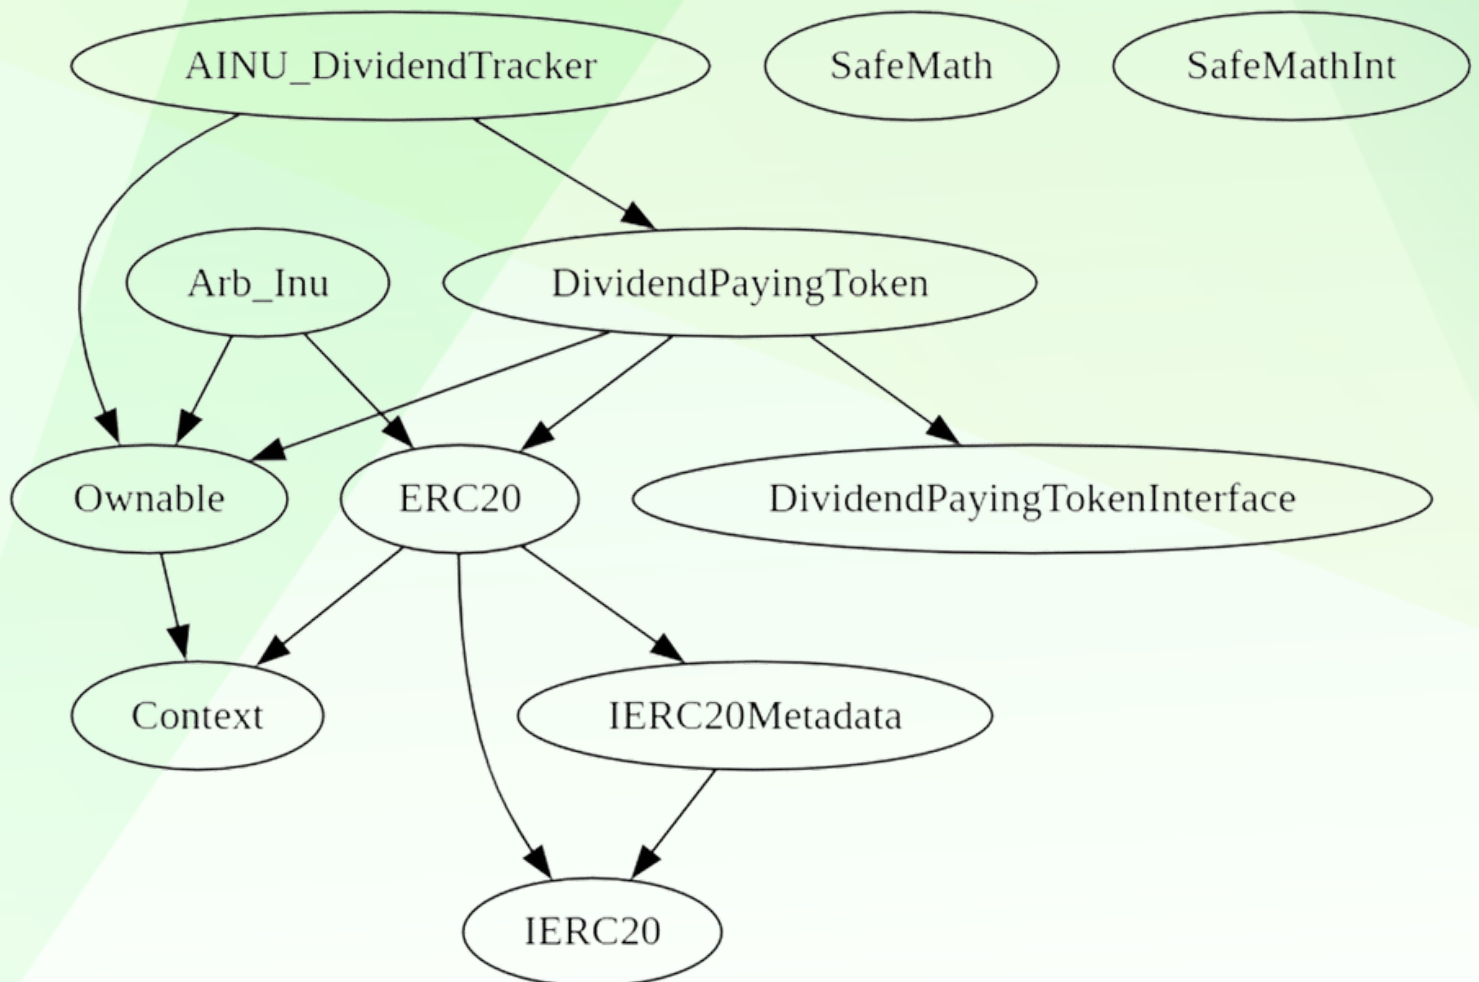 AINU_DividendTracker
SafeMath
SafeMathInt
Arb_Inu
DividendPayingToken
Ownable
ERC20
DividendPayingTokenInterface
Context
IERC20Metadata
IERC20